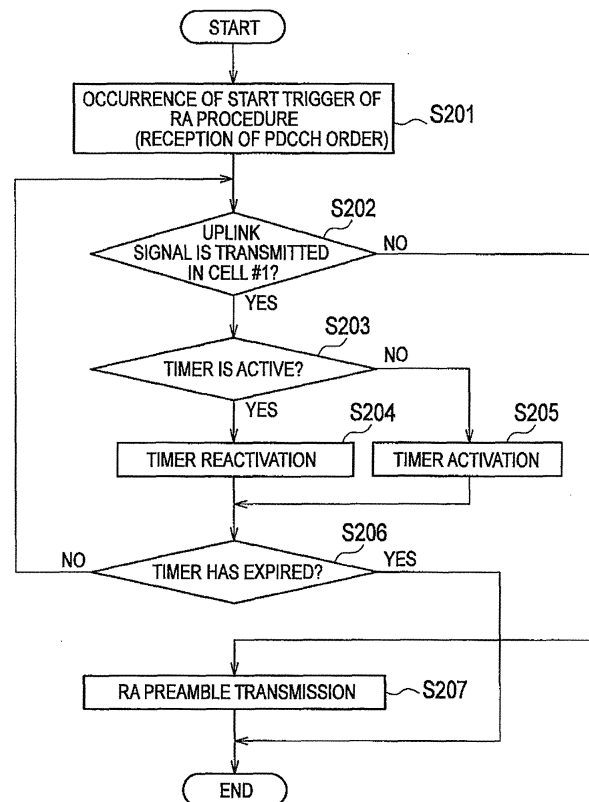 START
OCCURRENCE OF START TRIGGER OF
RA PROCEDURE
(RECEPTION OF PDCCH ORDER)
S201
S202
UPLINK
SIGNAL IS TRANSMITTED
IN CELL #1?
NO
YES
S203
TIMER IS ACTIVE?
NO
YES
S204
TIMER REACTIVATION
S205
TIMER ACTIVATION
S206
NO
TIMER HAS EXPIRED?
YES
RA PREAMBLE TRANSMISSION
S207
END